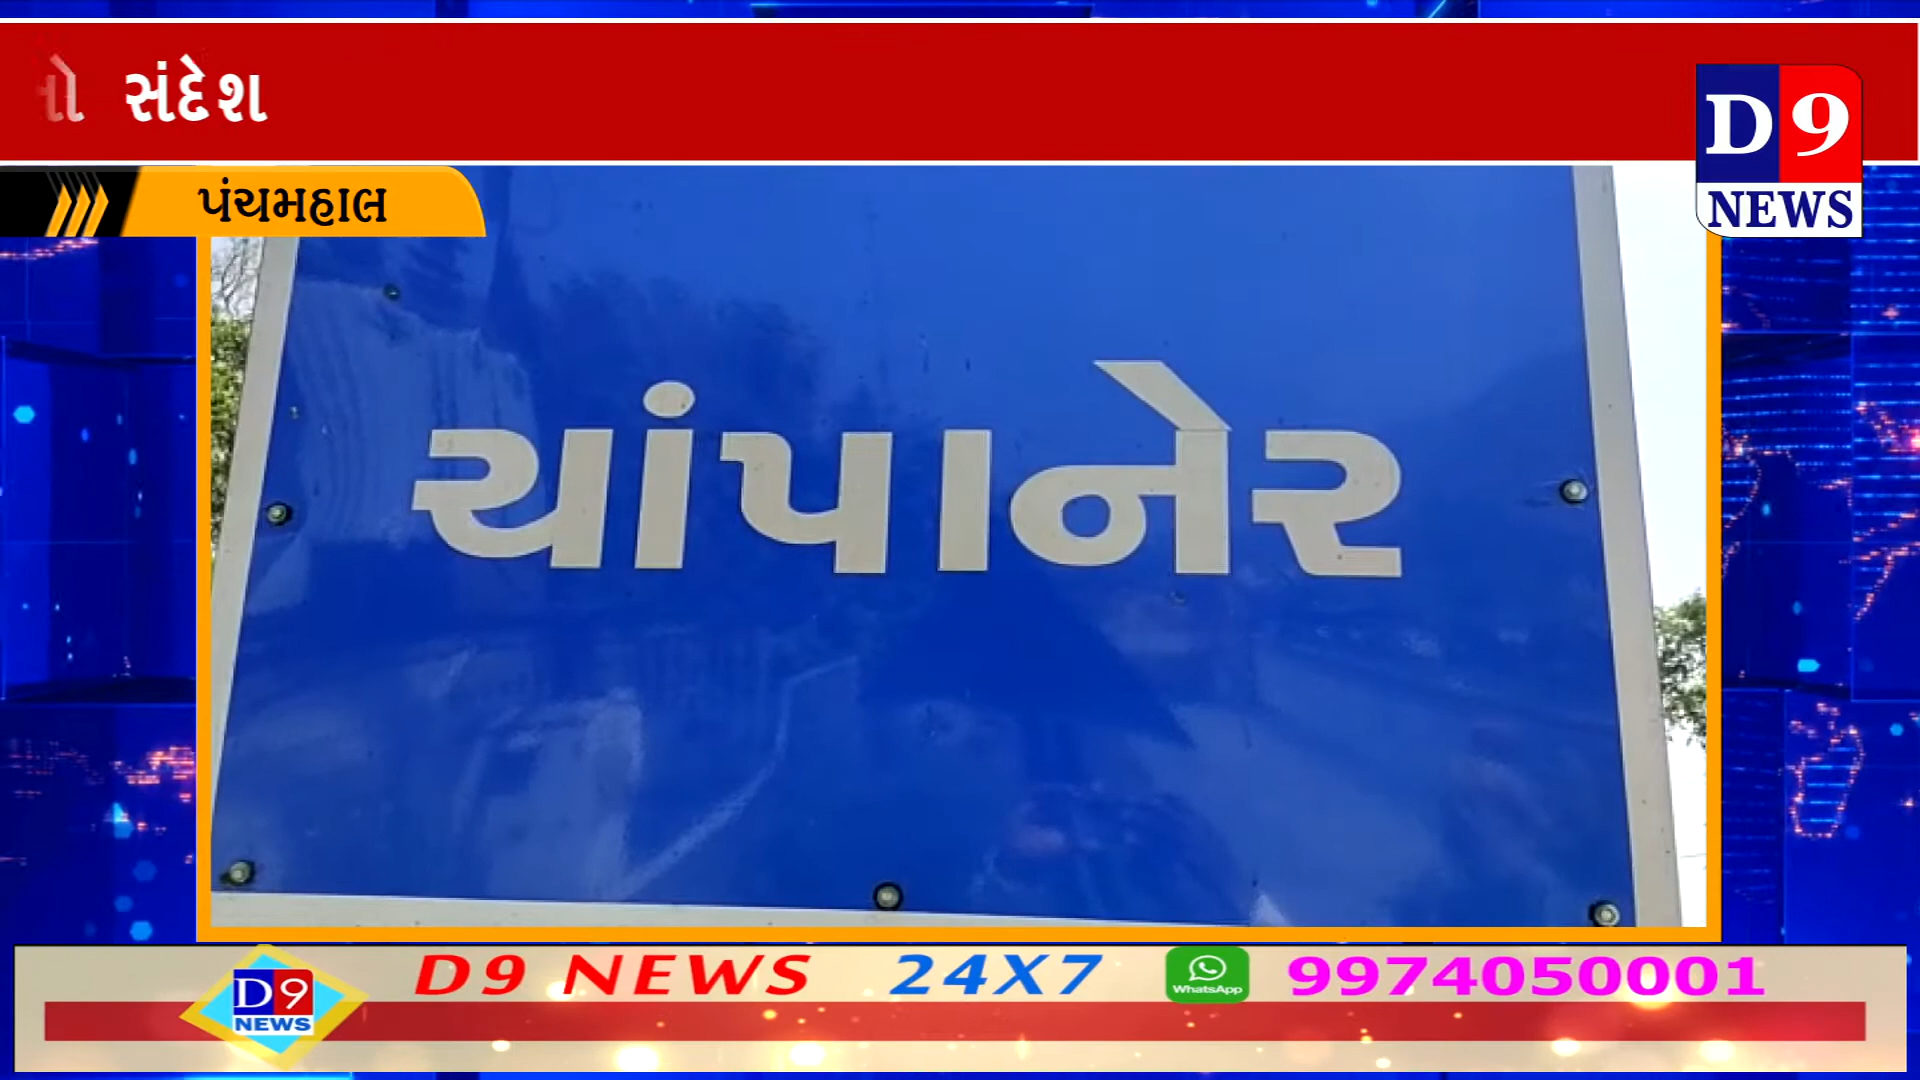 નો સંદેશ
D9
NEWS
પંચમહાલ
ચાંપાનેર
D9 NEWS 24X7 WhatsApp 9974050001
D9
NEWS